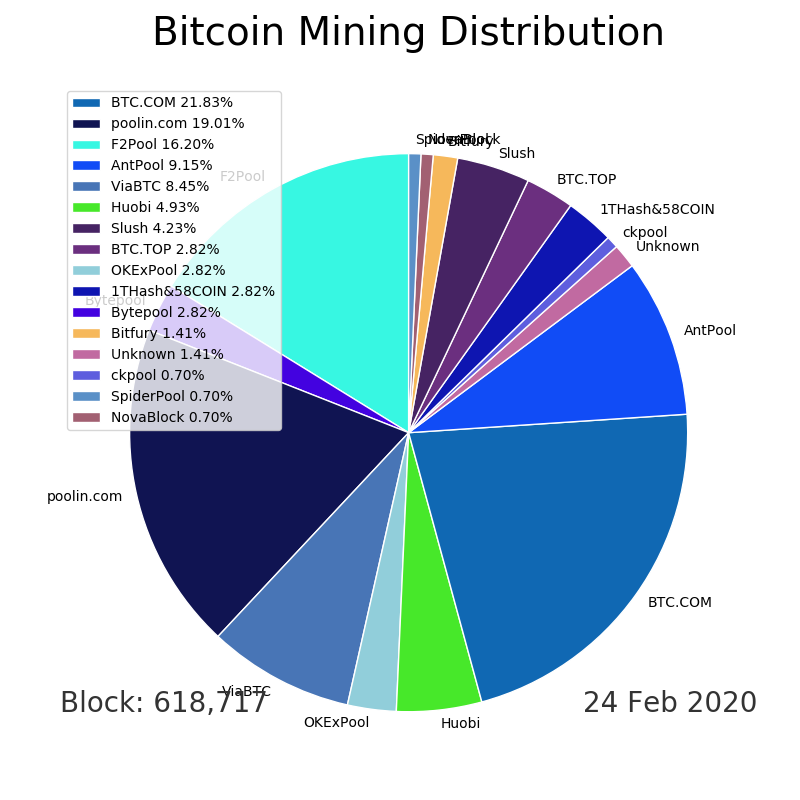 Bitcoin Mining Distribution
BTC.COM 21.83%
poolin.com 19.01%
F2Pool 16.20%
AntPool 9.15%
ViaBTC 8.45%
Huobi 4.93%
Slush 4.23%
BTC.TOP 2.82%
OKExPool 2.82%
1THash&58COIN 2.82%
Bytepool 2.82%
Bitfury 1.41%
Unknown 1.41%
ckpool 0.70%
SpiderPool 0.70%
NovaBlock 0.70%
SpiderPool
NovaBlock
Bitfury
Slush
BTC.TOP
1THash&58COIN
ckpool
Unknown
AntPool
BTC.COM
Huobi
OKExPool
ViaBTC
poolin.com
Bytepool
F2Pool
Block: 618,717
24 Feb 2020